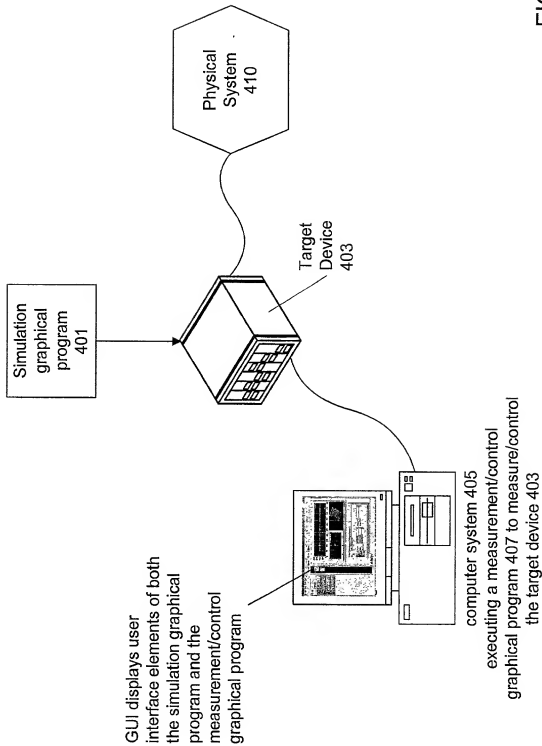 Simulation
graphical
program
401
Physical
System
410
Target
Device
403
GUI displays user
interface elements of both
the simulation graphical
program and the
measurement/control
graphical program
computer system 405
executing a measurement/control
graphical program 407 to measure/control
the target device 403